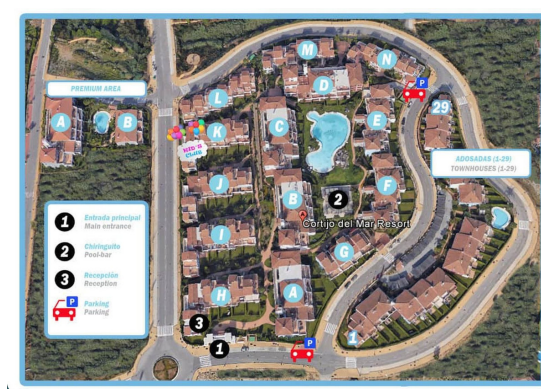 PREMIUM AREA
A
B
M
N
P
D
L
C
29
E
K
KID'S
CLUB
ADOSADAS (1-29)
TOWNHOUSES (1-29)
J
B
2
F
Cortijo del Mar Resort
I
G
H
A
3
1
1
P
1 Entrada principal
Main entrance
2 Chiringuito
Pool-bar
3 Recepción
Reception
P Parking
Parking